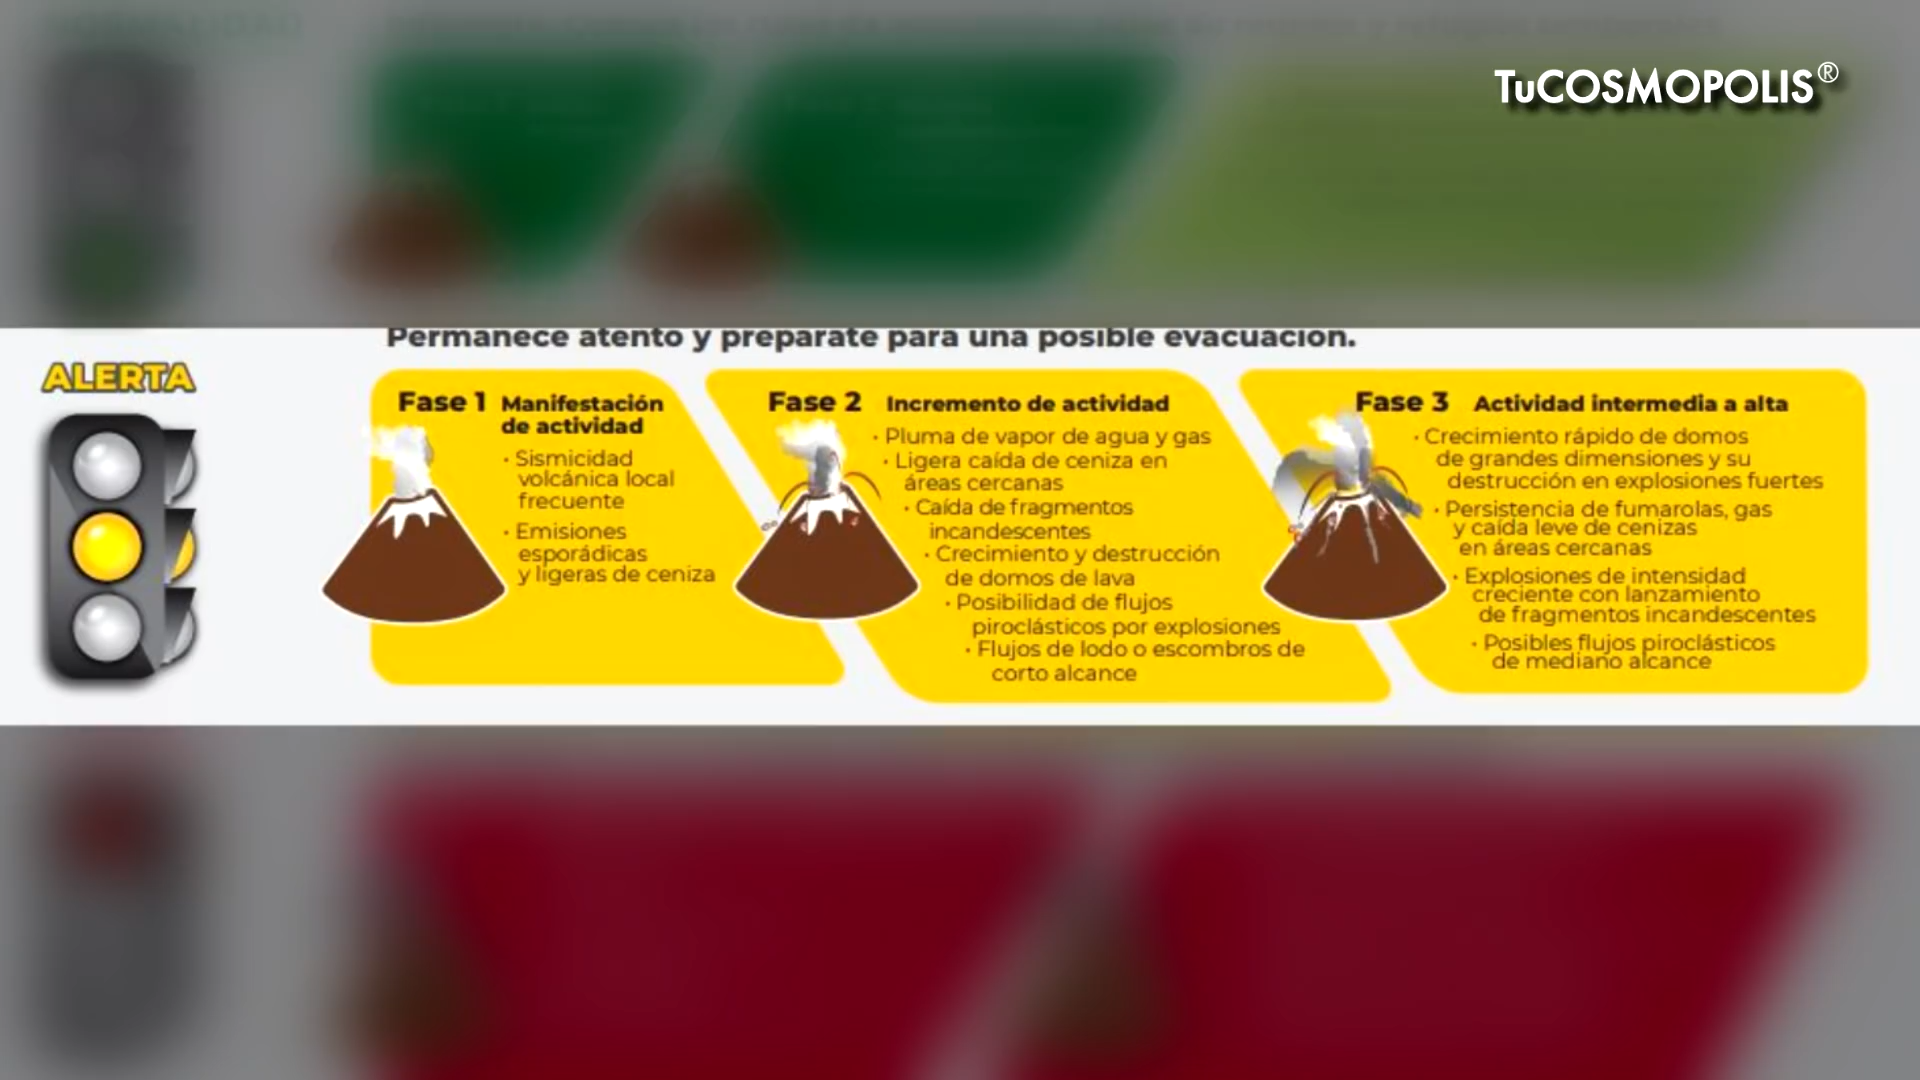 TuCOSMOPOLIS®
Permanece atento y prepárate para una posible evacuación.
ALERTA
Fase 1 Manifestación
de actividad
· Sismicidad
volcánica local
frecuente
· Emisiones
esporádicas
y ligeras de ceniza
Fase 2 Incremento de actividad
· Pluma de vapor de agua y gas
· Ligera caída de ceniza en
áreas cercanas
· Caída de fragmentos
incandescentes
· Crecimiento y destrucción
de domos de lava
· Posibilidad de flujos
piroclásticos por explosiones
· Flujos de lodo o escombros de
corto alcance
Fase 3 Actividad intermedia a alta
· Crecimiento rápido de domos
de grandes dimensiones y su
destrucción en explosiones fuertes
· Persistencia de fumarolas, gas
y caída leve de cenizas
en áreas cercanas
· Explosiones de intensidad
creciente con lanzamiento
de fragmentos incandescentes
· Posibles flujos piroclásticos
de mediano alcance